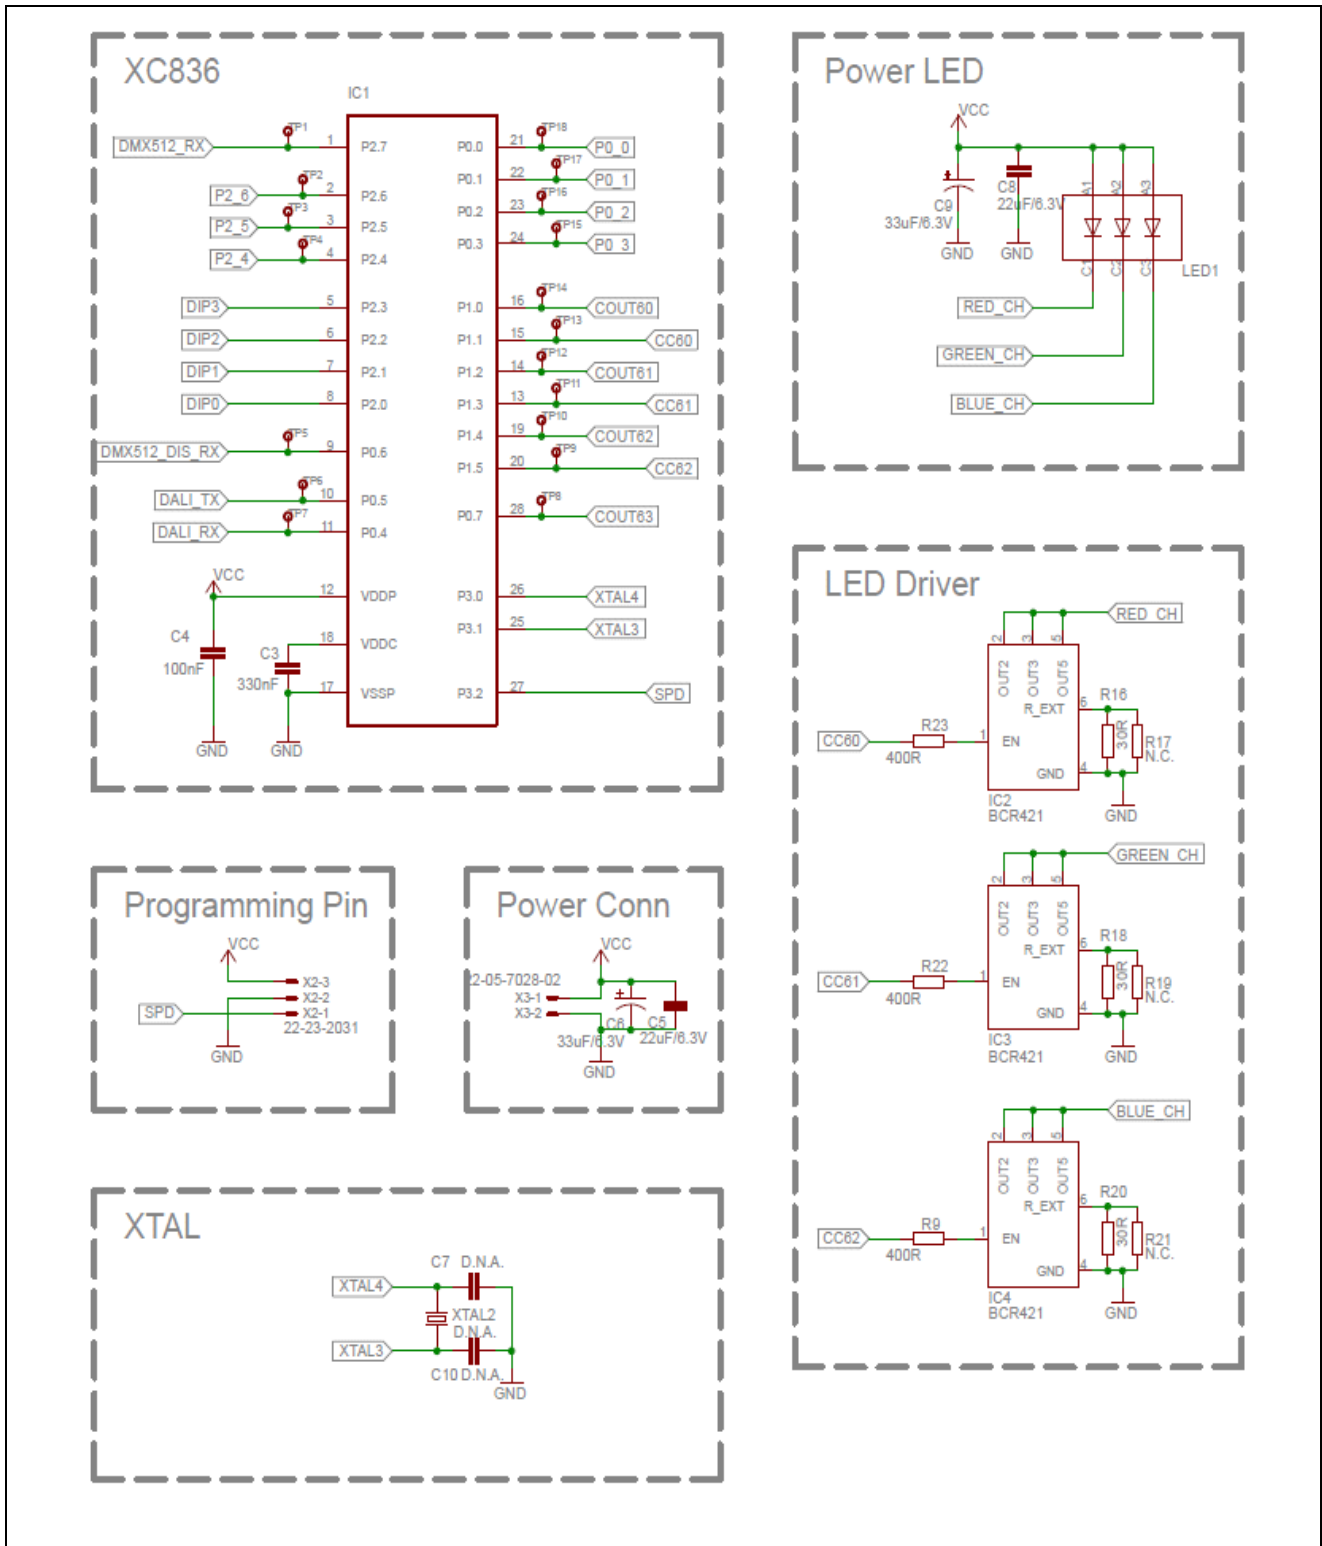 XC836
IC1
DMX512_RX
TP1
1
P2.7
P2_6
TP2
2
P2.6
P2_5
TP3
3
P2.5
P2_4
TP4
4
P2.4
DIP3
5
P2.3
DIP2
6
P2.2
DIP1
7
P2.1
DIP0
8
P2.0
DMX512_DIS_RX
TP5
9
P0.6
DALI_TX
TP6
10
P0.5
DALI_RX
TP7
11
P0.4
VCC
12
VDDP
18
VDDC
17
VSSP
C4
100nF
C3
330nF
GND
GND
P0.0
21
TP18
P0_0
P0.1
22
TP17
P0_1
P0.2
23
TP16
P0_2
P0.3
24
TP15
P0_3
P1.0
16
TP14
COUT60
P1.1
15
TP13
CC60
P1.2
14
TP12
COUT61
P1.3
13
TP11
CC61
P1.4
19
TP10
COUT62
P1.5
20
TP9
CC62
P0.7
28
TP8
COUT63
P3.0
26
XTAL4
P3.1
25
XTAL3
P3.2
27
SPD
Power LED
VCC
C9
33uF/6.3V
C8
22uF/6.3V
GND
GND
A1
A2
A3
C1
C2
C3
LED1
RED_CH
GREEN_CH
BLUE_CH
LED Driver
RED_CH
2
3
5
OUT2
OUT3
OUT5
R_EXT
6
R16
30R
R17
N.C.
CC60
R23
400R
1
EN
GND
4
IC2
BCR421
GND
GREEN_CH
2
3
5
OUT2
OUT3
OUT5
R_EXT
6
R18
30R
R19
N.C.
CC61
R22
400R
1
EN
GND
4
IC3
BCR421
GND
BLUE_CH
2
3
5
OUT2
OUT3
OUT5
R_EXT
6
R20
30R
R21
N.C.
CC62
R9
400R
1
EN
GND
4
IC4
BCR421
GND
Programming Pin
VCC
X2-3
X2-2
SPD
X2-1
22-23-2031
GND
Power Conn
VCC
22-05-7028-02
X3-1
X3-2
C6
33uF/6.3V
C5
22uF/6.3V
GND
XTAL
C7 D.N.A.
XTAL4
XTAL2
D.N.A.
XTAL3
C10 D.N.A.
GND